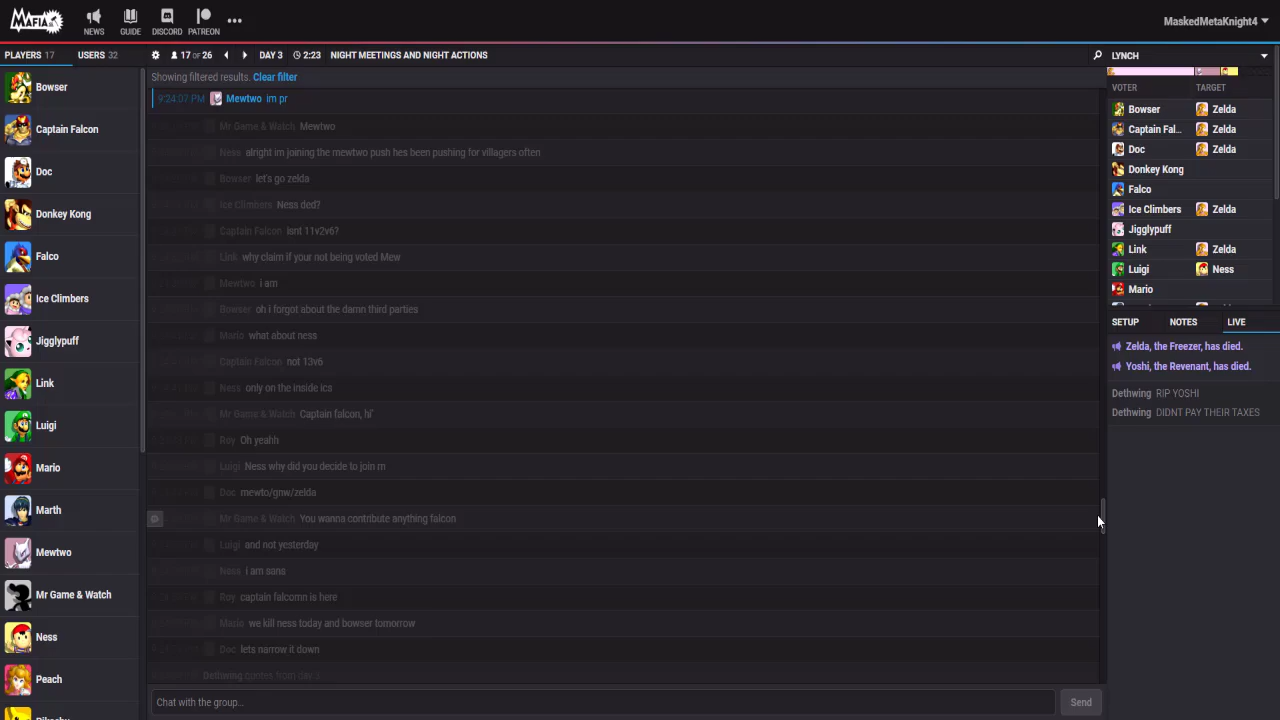 MAFIA
NEWS
GUIDE
DISCORD
PATREON
MaskedMetaKnight4
PLAYERS 17
USERS 32
17 OF 26
DAY 3
2:23
NIGHT MEETINGS AND NIGHT ACTIONS
LYNCH
Showing filtered results. Clear filter
Bowser
Captain Falcon
Doc
Donkey Kong
Falco
Ice Climbers
Jigglypuff
Link
Luigi
Mario
Marth
Mewtwo
Mr Game & Watch
Ness
Peach
9:24:07 PM Mewtwo im pr
Mr Game & Watch Mewtwo
Ness alright im joining the mewtwo push hes been pushing for villagers often
Bowser let's go zelda
Ice Climbers Ness ded?
Captain Falcon isnt 11v2v6?
Link why claim if your not being voted Mew
Mewtwo i am
Bowser oh i forgot about the damn third parties
Mario what about ness
Captain Falcon not 13v6
Ness only on the inside ics
Mr Game & Watch Captain falcon, hi'
Roy Oh yeahh
Luigi Ness why did you decide to join m
Doc mewto/gnw/zelda
Mr Game & Watch You wanna contribute anything falcon
Luigi and not yesterday
Ness i am sans
Roy captain falcomn is here
Mario we kill ness today and bowser tomorrow
Doc lets narrow it down
Dethwing quotes from day
Chat with the group...
Send
VOTER TARGET
Bowser Zelda
Captain Fal... Zelda
Doc Zelda
Donkey Kong
Falco
Ice Climbers Zelda
Jigglypuff
Link Zelda
Luigi Ness
Mario
SETUP NOTES LIVE
Zelda, the Freezer, has died.
Yoshi, the Revenant, has died.
Dethwing RIP YOSHI
Dethwing DIDNT PAY THEIR TAXES